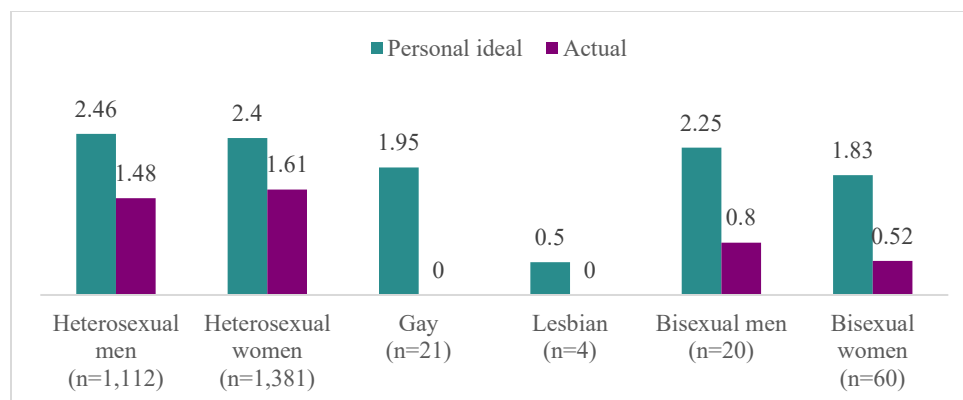 Personal ideal Actual
2.46 1.48 2.4 1.61 1.95 0 0.5 0 2.25 0.8 1.83 0.52
Heterosexual men (n=1,112)
Heterosexual women (n=1,381)
Gay (n=21)
Lesbian (n=4)
Bisexual men (n=20)
Bisexual women (n=60)